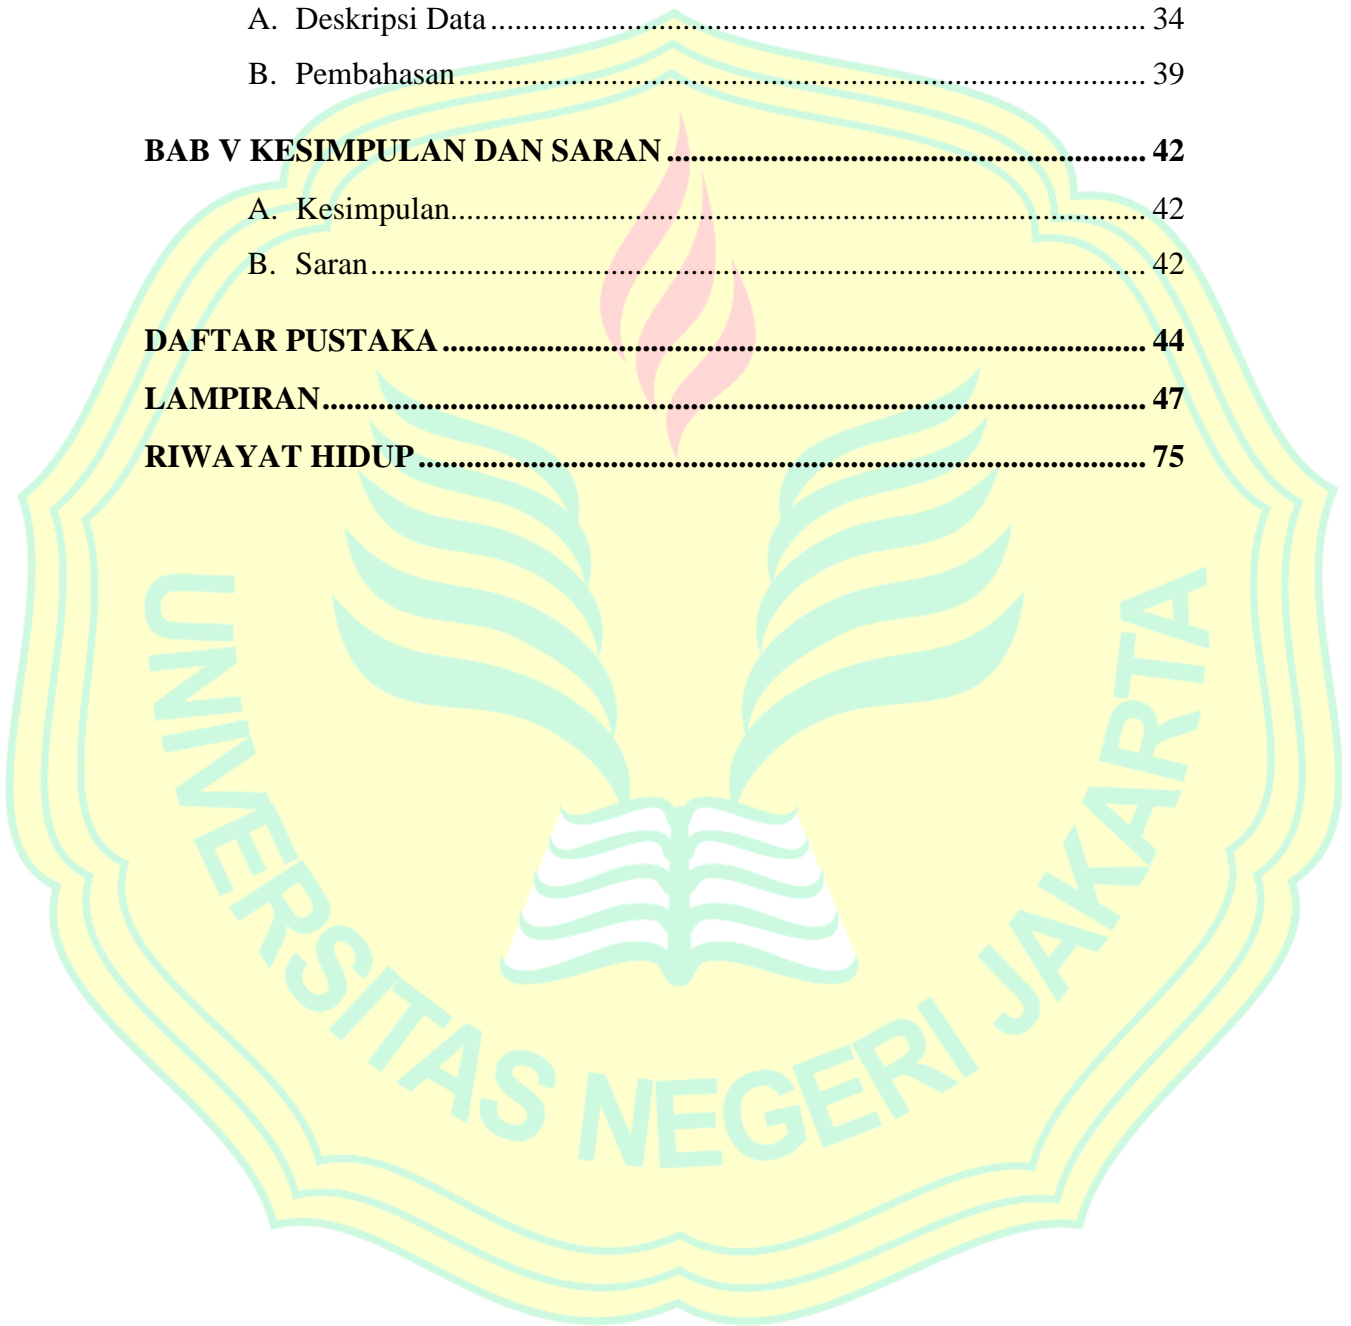 A. Deskripsi Data ........................................................................... 34
B. Pembahasan ............................................................................... 39
BAB V KESIMPULAN DAN SARAN ............................................................ 42
A. Kesimpulan................................................................................ 42
B. Saran.......................................................................................... 42
DAFTAR PUSTAKA ........................................................................................ 44
LAMPIRAN........................................................................................................ 47
RIWAYAT HIDUP ............................................................................................ 75
UNIVERSITAS NEGERI JAKARTA